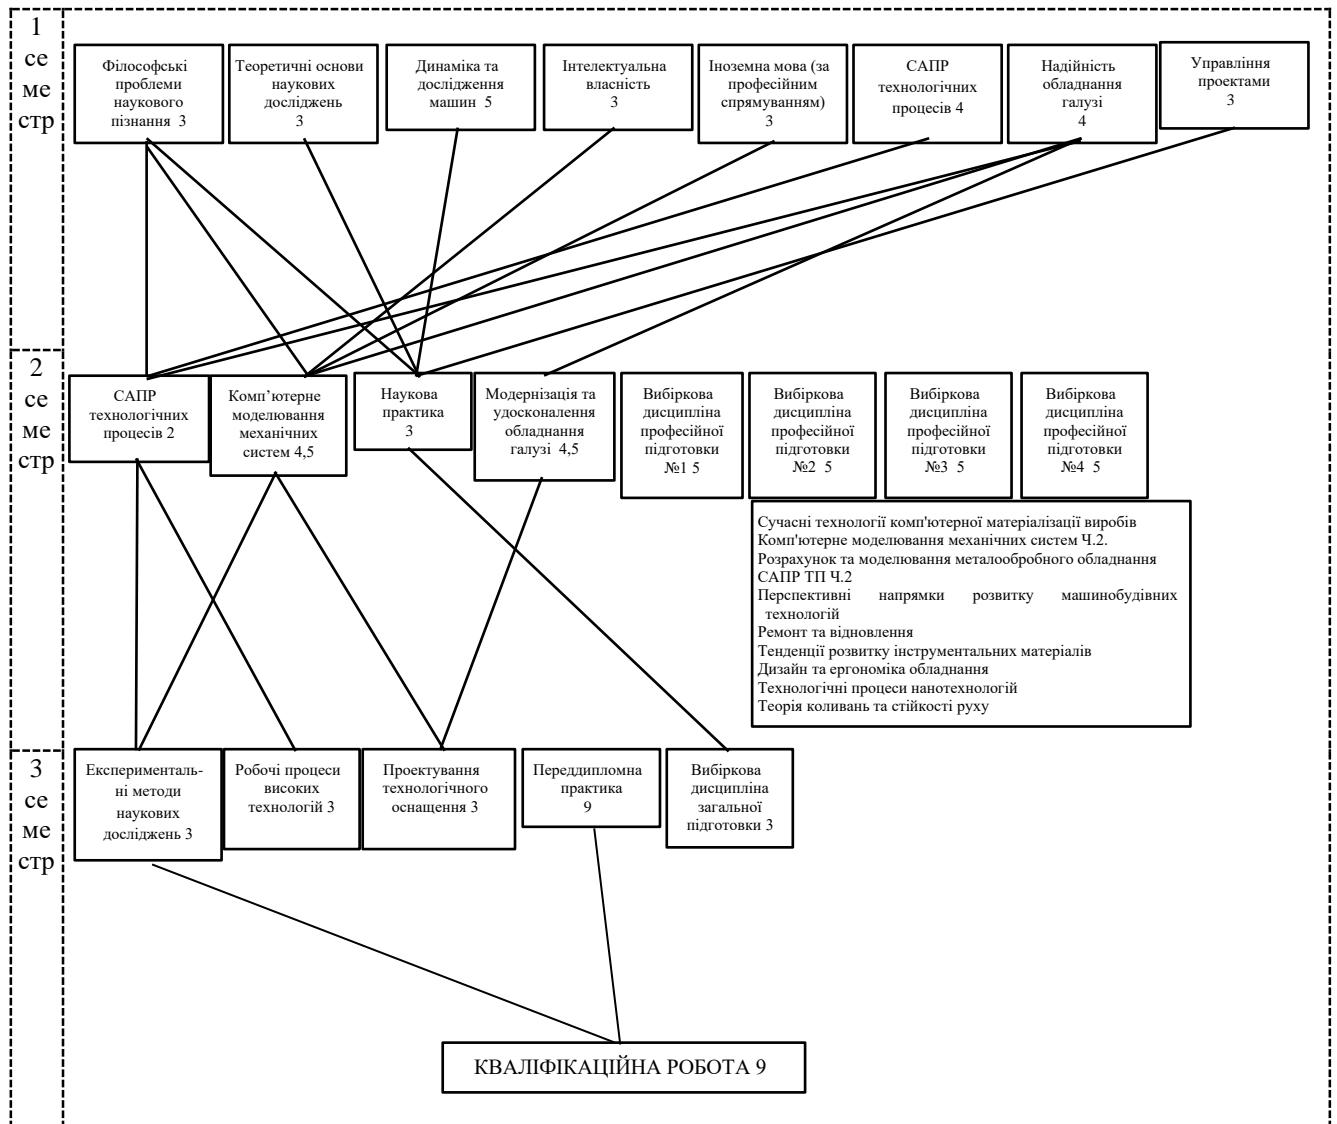 1
се
ме
стр
Філософські
проблеми
наукового
пізнання 3
Теоретичні основи
наукових
досліджень
3
Динаміка та
дослідження
машин 5
Інтелектуальна
власність
3
Іноземна мова (за
професійним
спрямуванням)
3
САПР
технологічних
процесів 4
Надійність
обладнання
галузі
4
Управління
проектами
3
2
се
ме
стр
САПР
технологічних
процесів 2
Комп’ютерне
моделювання
механічних
систем 4,5
Наукова
практика
3
Модернізація та
удосконалення
обладнання
галузі 4,5
Вибіркова
дисципліна
професійної
підготовки
№1 5
Вибіркова
дисципліна
професійної
підготовки
№2 5
Вибіркова
дисципліна
професійної
підготовки
№3 5
Вибіркова
дисципліна
професійної
підготовки
№4 5
Сучасні технології комп'ютерної матеріалізації виробів
Комп'ютерне моделювання механічних систем Ч.2.
Розрахунок та моделювання металообробного обладнання
САПР ТП Ч.2
Перспективні напрямки розвитку машинобудівних
технологій
Ремонт та відновлення
Тенденції розвитку інструментальних матеріалів
Дизайн та ергономіка обладнання
Технологічні процеси нанотехнологій
Теорія коливань та стійкості руху
3
се
ме
стр
Експерименталь-
ні методи
наукових
досліджень 3
Робочі процеси
високих
технологій 3
Проектування
технологічного
оснащення 3
Переддипломна
практика
9
Вибіркова
дисципліна
загальної
підготовки 3
КВАЛІФІКАЦІЙНА РОБОТА 9